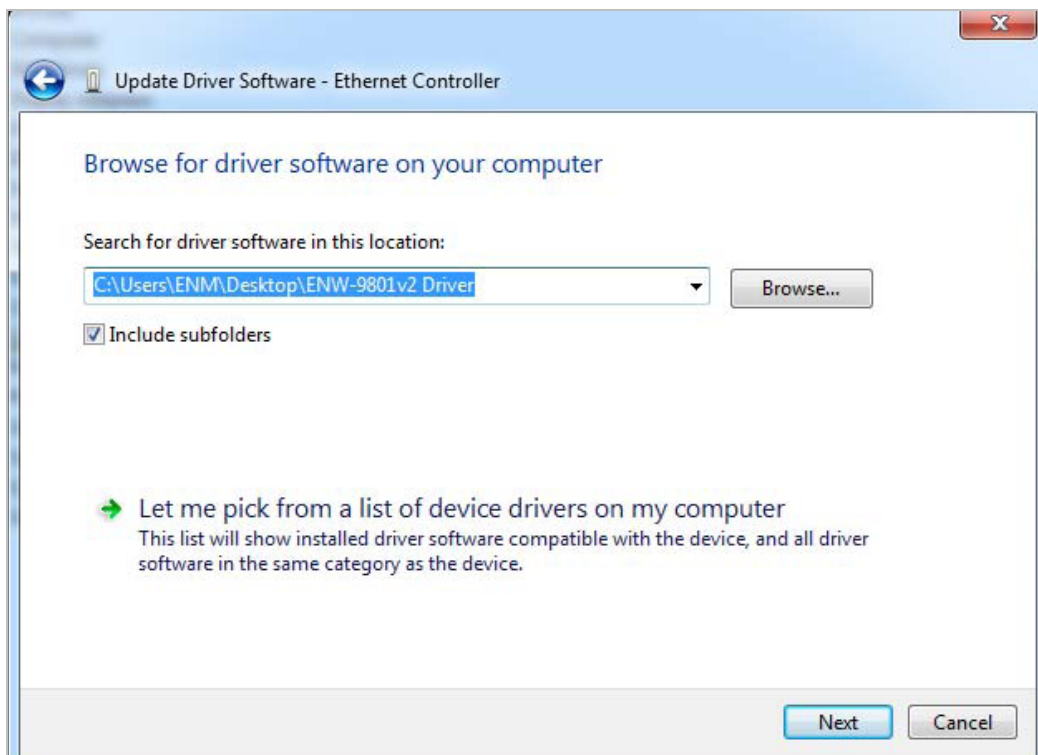 Update Driver Software - Ethernet Controller
Browse for driver software on your computer
Search for driver software in this location:
C:\Users\ENM\Desktop\ENW-9801v2 Driver
Browse...
Include subfolders
Let me pick from a list of device drivers on my computer
This list will show installed driver software compatible with the device, and all driver
software in the same category as the device.
Next
Cancel